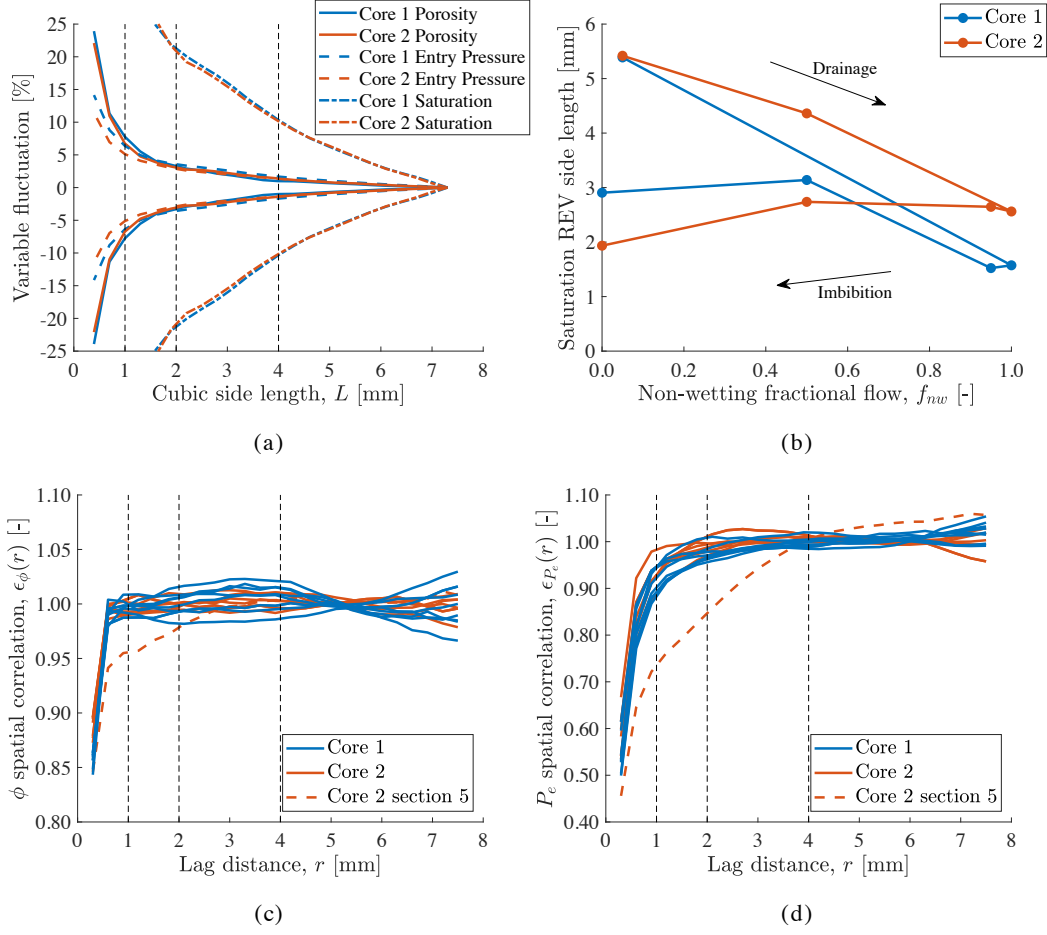 25
20
15
10
5
0
-5
-10
-15
-20
-25
Variable fluctuation [%]
Core 1 Porosity
Core 2 Porosity
Core 1 Entry Pressure
Core 2 Entry Pressure
Core 1 Saturation
Core 2 Saturation
0 1 2 3 4 5 6 7 8
Cubic side length, L [mm]
(a)
6
5
4
3
2
1
0
Saturation REV side length [mm]
Core 1
Core 2
Drainage
Imbibition
0.0 0.2 0.4 0.6 0.8 1.0
Non-wetting fractional flow, f_{nw} [-]
(b)
1.10
1.05
1.00
0.95
0.90
0.85
0.80
ϕ spatial correlation, ϵ_ϕ(r) [-]
Core 1
Core 2
Core 2 section 5
0 1 2 3 4 5 6 7 8
Lag distance, r [mm]
(c)
1.10
1.00
0.90
0.80
0.70
0.60
0.50
0.40
P_e spatial correlation, ϵ_{P_e}(r) [-]
Core 1
Core 2
Core 2 section 5
0 1 2 3 4 5 6 7 8
Lag distance, r [mm]
(d)